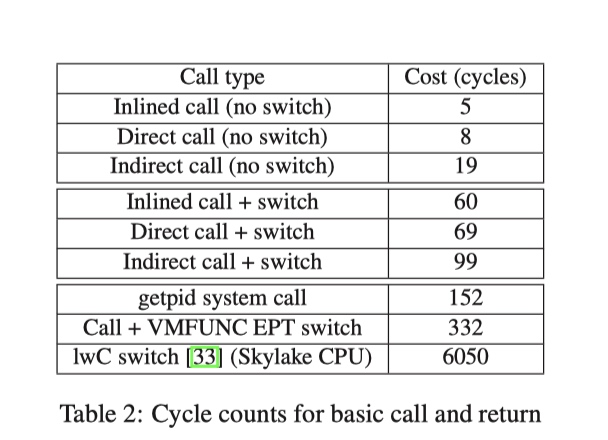 Call type Cost (cycles)
Inlined call (no switch) 5
Direct call (no switch) 8
Indirect call (no switch) 19
Inlined call + switch 60
Direct call + switch 69
Indirect call + switch 99
getpid system call 152
Call + VMFUNC EPT switch 332
lwC switch [33] (Skylake CPU) 6050
Table 2: Cycle counts for basic call and return